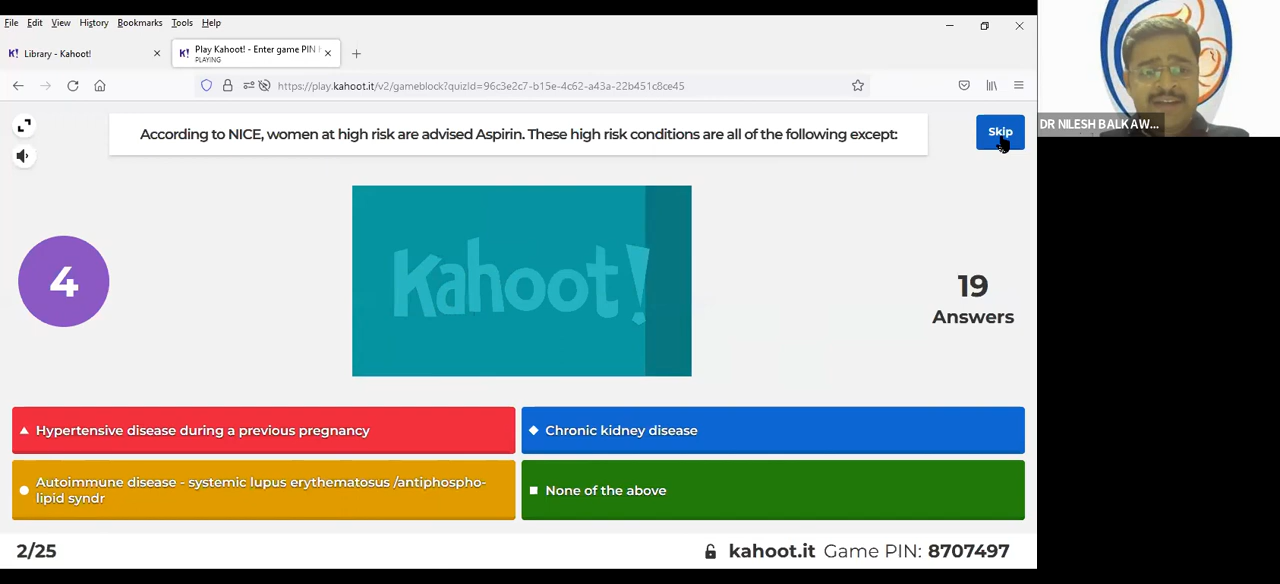 File Edit View History Bookmarks Tools Help
Library - Kahoot!
Play Kahoot! - Enter game PIN
PLAYING
https://play.kahoot.it/v2/gameblock?quizId=96c3e2c7-b15e-4c62-a43a-22b451c8ce45
DR NILESH BALKAW...
According to NICE, women at high risk are advised Aspirin. These high risk conditions are all of the following except:
Skip
Kahoot!
4
19
Answers
Hypertensive disease during a previous pregnancy
Chronic kidney disease
Autoimmune disease - systemic lupus erythematosus /antiphospho-
lipid syndr
None of the above
2/25
kahoot.it Game PIN: 8707497